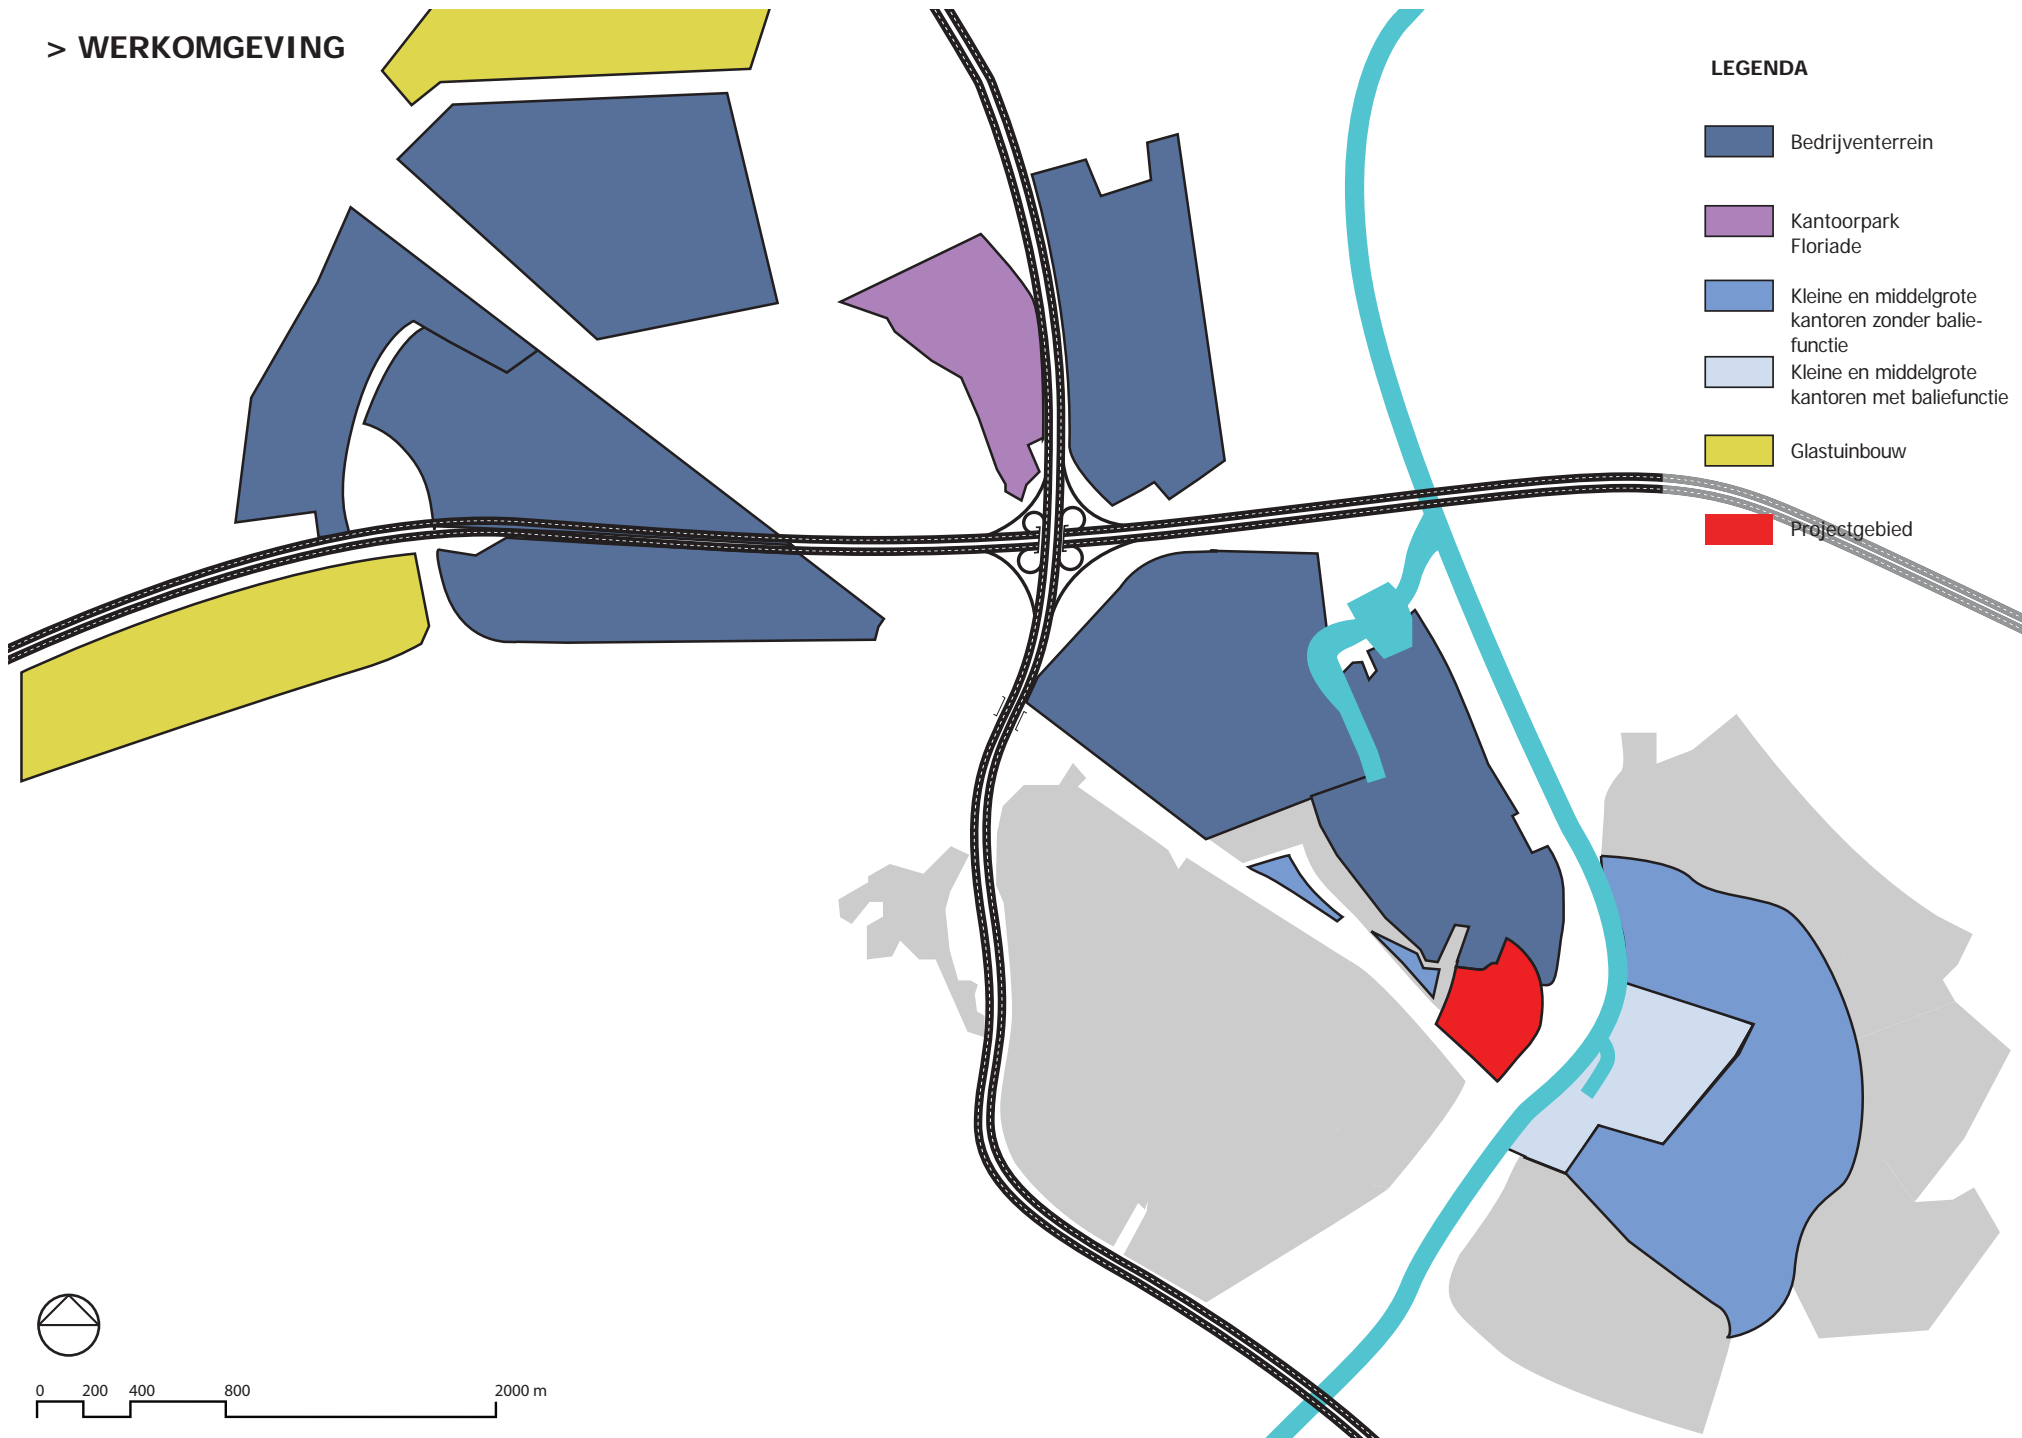 > WERKOMGEVING
LEGENDA
Bedrijventerrein
Kantoorpark
Floriade
Kleine en middelgrote
kantoren zonder balie-
functie
Kleine en middelgrote
kantoren met baliefunctie
Glastuinbouw
Projectgebied
0 200 400 800 2000 m